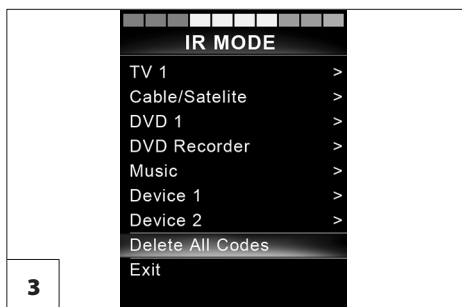 IR MODE
TV 1 >
Cable/Satelite >
DVD 1 >
DVD Recorder >
Music >
Device 1 >
Device 2 >
Delete All Codes
Exit
3